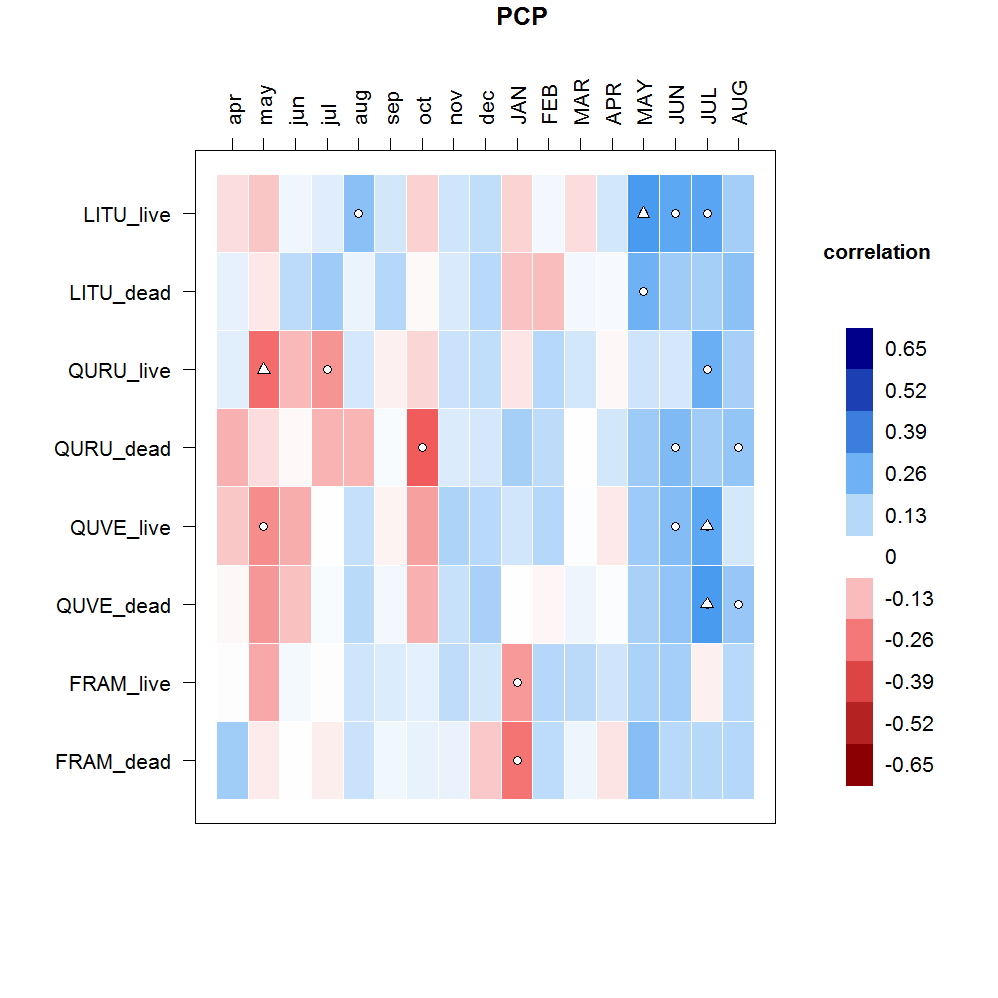 PCP
apr may jun jul aug sep oct nov dec JAN FEB MAR APR MAY JUN JUL AUG
LITU_live
LITU_dead
QURU_live
QURU_dead
QUVE_live
QUVE_dead
FRAM_live
FRAM_dead
correlation
0.65
0.52
0.39
0.26
0.13
0
-0.13
-0.26
-0.39
-0.52
-0.65